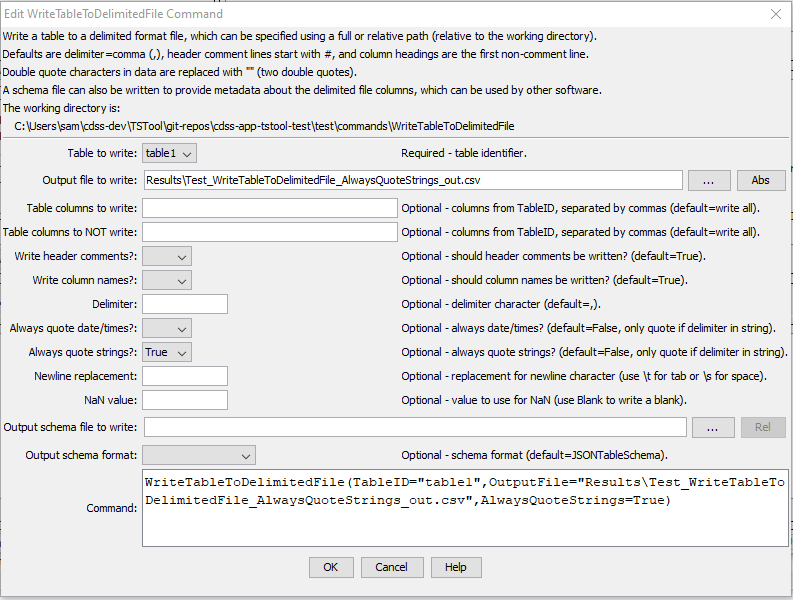 Edit WriteTableToDelimitedFile Command
Write a table to a delimited format file, which can be specified using a full or relative path (relative to the working directory).
Defaults are delimiter=comma (,), header comment lines start with #, and column headings are the first non-comment line.
Double quote characters in data are replaced with "" (two double quotes).
A schema file can also be written to provide metadata about the delimited file columns, which can be used by other software.
The working directory is:
C:\Users\sam\cdss-dev\TSTool\git-repos\cdss-app-tstool-test\test\commands\WriteTableToDelimitedFile
Table to write: table1 Required - table identifier.
Output file to write: Results\Test_WriteTableToDelimitedFile_AlwaysQuoteStrings_out.csv ... Abs
Table columns to write: Optional - columns from TableID, separated by commas (default=write all).
Table columns to NOT write: Optional - columns from TableID, separated by commas (default=write all).
Write header comments?: Optional - should header comments be written? (default=True).
Write column names?: Optional - should column names be written? (default=True).
Delimiter: Optional - delimiter character (default=,).
Always quote date/times?: Optional - always date/times? (default=False, only quote if delimiter in string).
Always quote strings?: True Optional - always quote strings? (default=False, only quote if delimiter in string).
Newline replacement: Optional - replacement for newline character (use \t for tab or \s for space).
NaN value: Optional - value to use for NaN (use Blank to write a blank).
Output schema file to write: ... Rel
Output schema format: Optional - schema format (default=JSONTableSchema).
Command: WriteTableToDelimitedFile(TableID="table1",OutputFile="Results\Test_WriteTableTo
DelimitedFile_AlwaysQuoteStrings_out.csv",AlwaysQuoteStrings=True)
OK Cancel Help